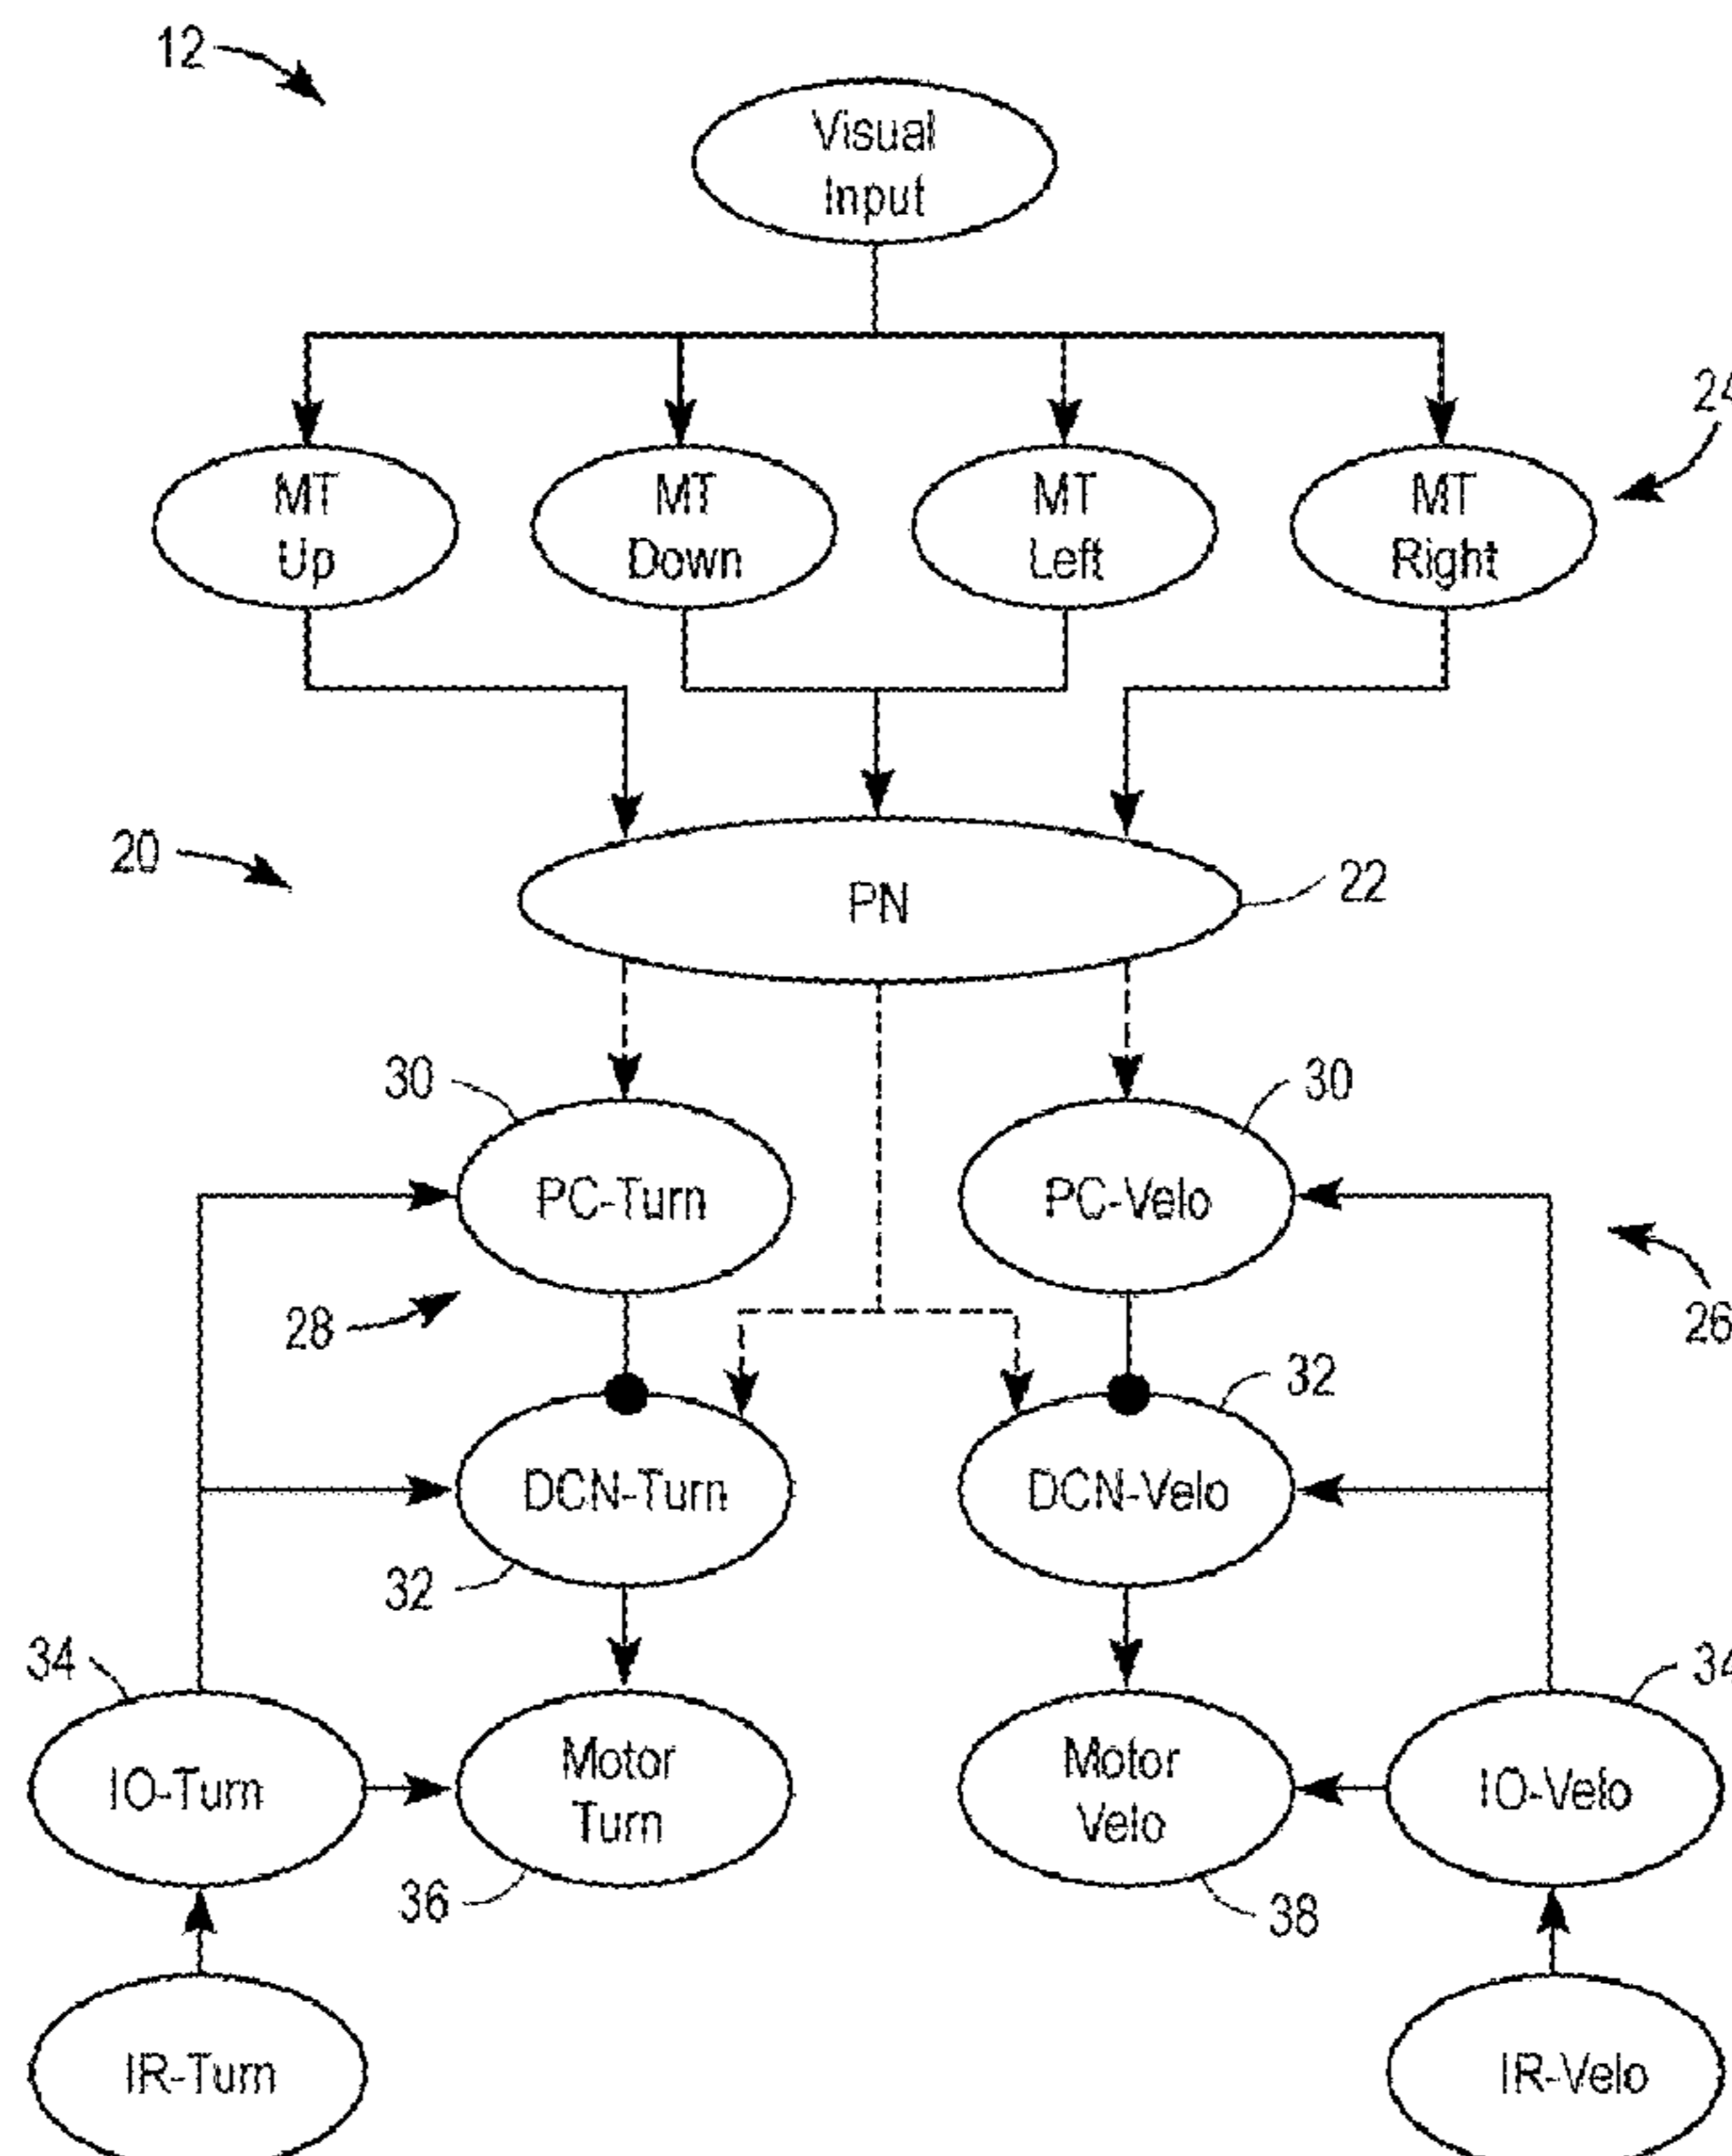 12
Visual
Input
24
MT
Up
MT
Down
MT
Left
MT
Right
20
PN
22
30
30
PC-Turn
PC-Velo
28
26
32
DCN-Turn
DCN-Velo
32
34
34
IO-Turn
Motor
Turn
Motor
Velo
IO-Velo
36
38
IR-Turn
IR-Velo